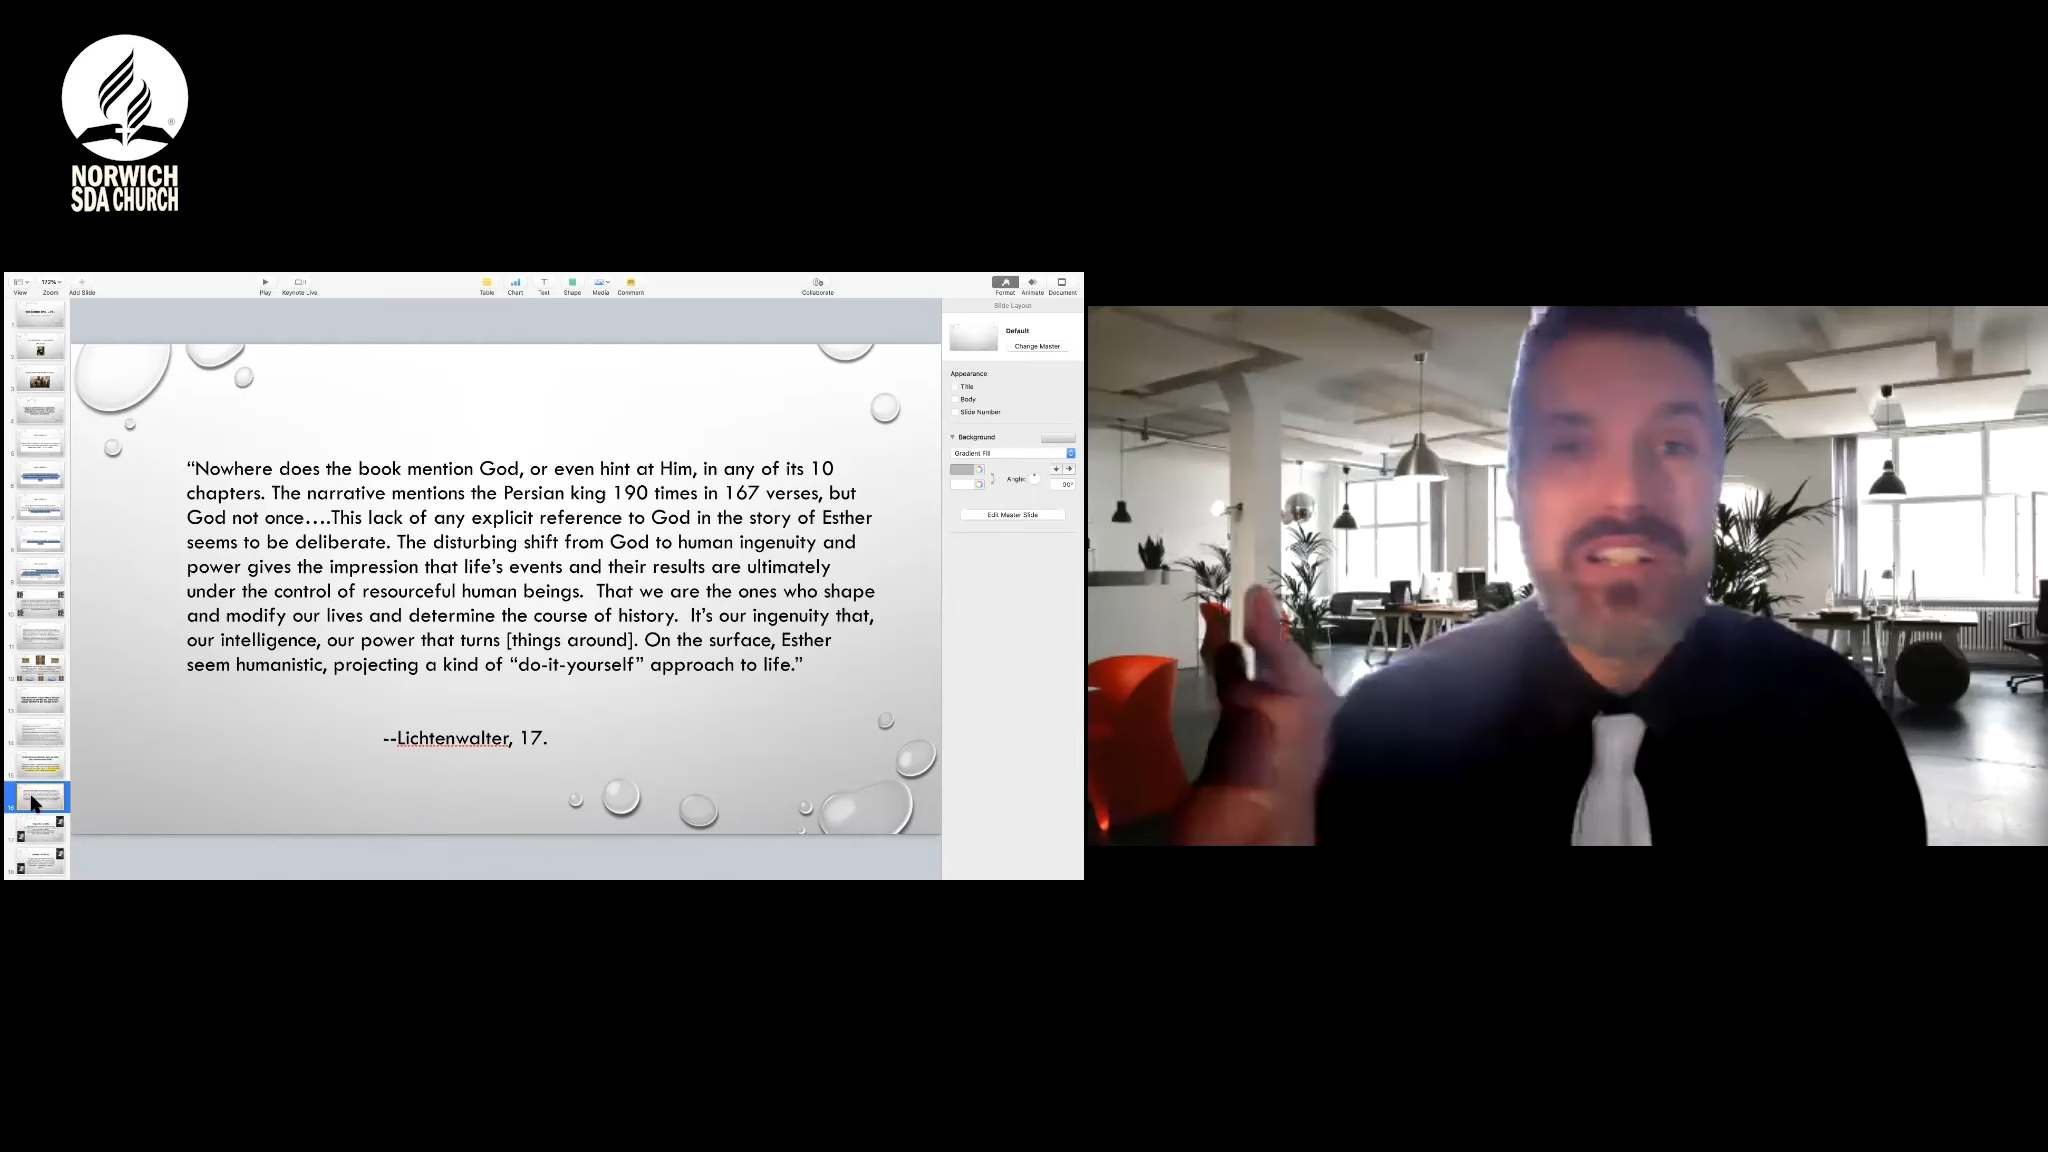 ®
NORWICH
SDA CHURCH
View
172%
Zoom
Add Slide
Play
Keynote Live
Table
Chart
Text
Shape
Media
Comment
Collaborate
Format
Animate
Document
Slide Layout
Default
Change Master
Appearance
Title
Body
Slide Number
Background
Gradient Fill
Angle:
90°
Edit Master Slide
“Nowhere does the book mention God, or even hint at Him, in any of its 10
chapters. The narrative mentions the Persian king 190 times in 167 verses, but
God not once….This lack of any explicit reference to God in the story of Esther
seems to be deliberate. The disturbing shift from God to human ingenuity and
power gives the impression that life’s events and their results are ultimately
under the control of resourceful human beings.  That we are the ones who shape
and modify our lives and determine the course of history.  It’s our ingenuity that,
our intelligence, our power that turns [things around]. On the surface, Esther
seem humanistic, projecting a kind of “do-it-yourself” approach to life.”
--Lichtenwalter, 17.